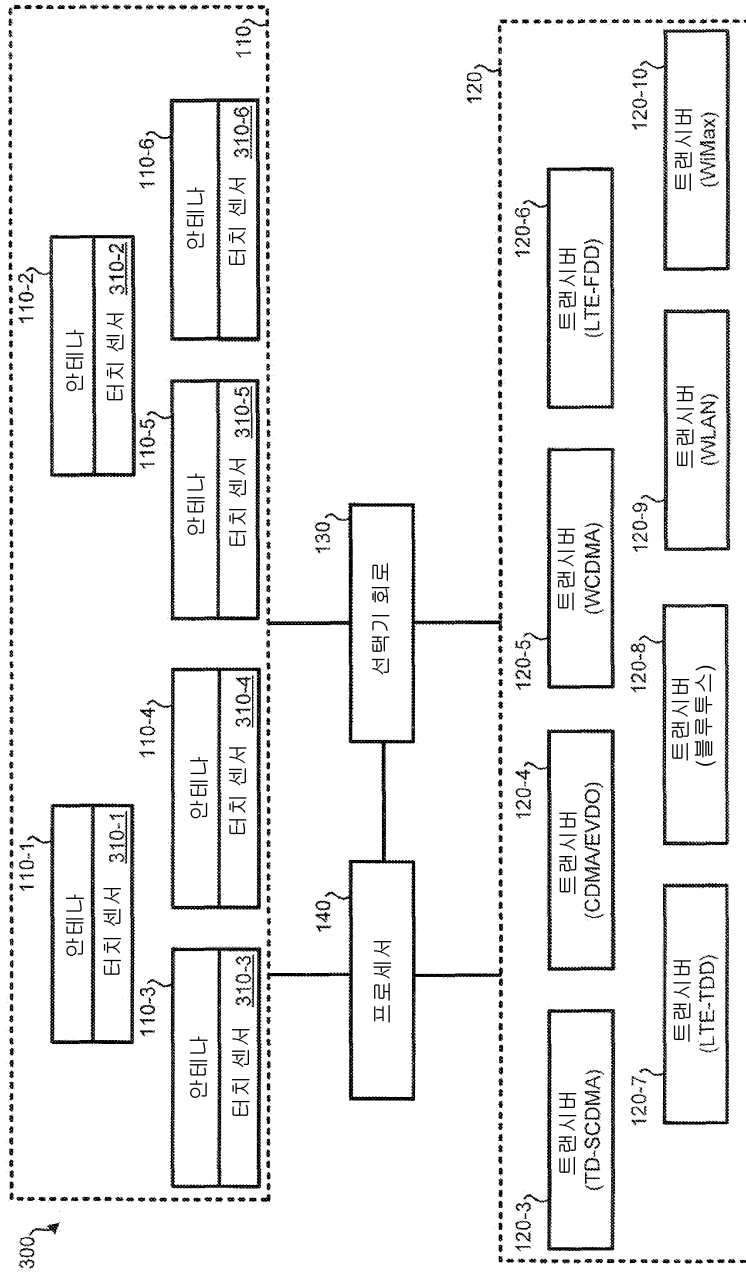 300
110
110-1
안테나
터치 센서 310-1
110-2
안테나
터치 센서 310-2
110-3
안테나
터치 센서 310-3
110-4
안테나
터치 센서 310-4
110-5
안테나
터치 센서 310-5
110-6
안테나
터치 센서 310-6
140
프로세서
130
선택기 회로
120
120-3
트랜시버
(TD-SCDMA)
120-4
트랜시버
(CDMA/EVDO)
120-5
트랜시버
(WCDMA)
120-6
트랜시버
(LTE-FDD)
120-7
트랜시버
(LTE-TDD)
120-8
트랜시버
(블루투스)
120-9
트랜시버
(WLAN)
120-10
트랜시버
(WiMax)